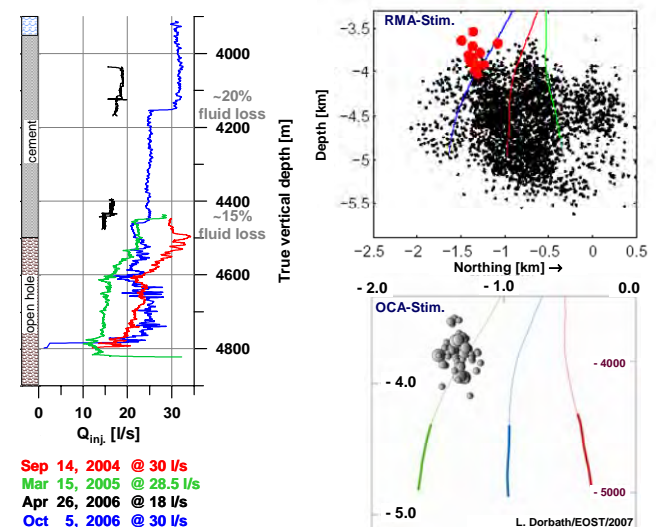 4000
~20%
fluid loss
4200
cement
True vertical depth [m]
4400
~15%
fluid loss
4600
open hole
4800
0
10
20
30
Qinj. [l/s]
Sep 14, 2004 @ 30 l/s
Mar 15, 2005 @ 28.5 l/s
Apr 26, 2006 @ 18 l/s
Oct 5, 2006 @ 30 l/s
RMA-Stim.
−3.5
−4
−4.5
−5
−5.5
Depth [km]
−2.5
−2
−1.5
−1
−0.5
0
0.5
Northing [km] →
- 2.0
- 1.0
0.0
OCA-Stim.
- 4000
- 4.0
- 5000
- 5.0
L. Dorbath/EOST/2007